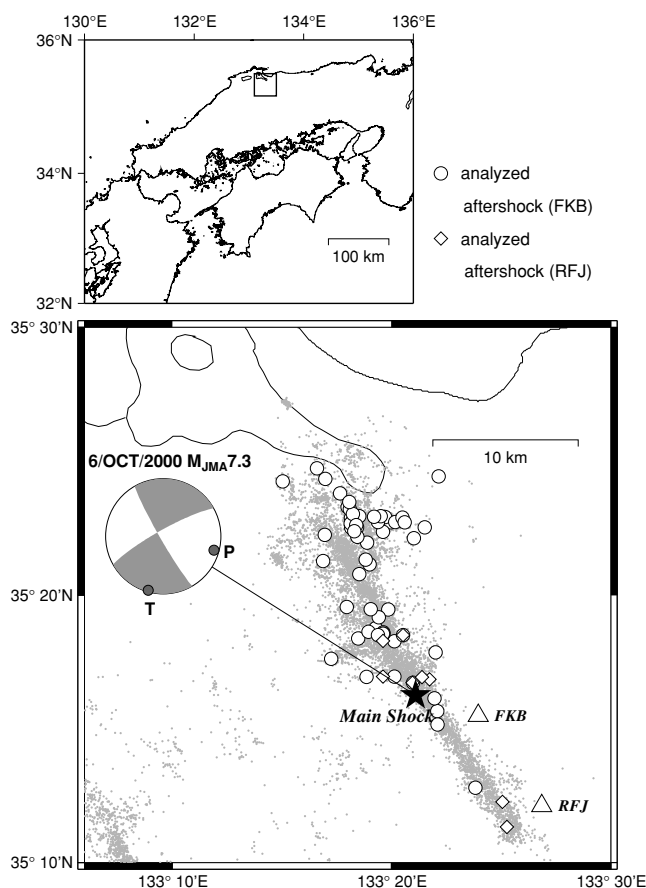 130°E 132°E 134°E 136°E
36°N
34°N
32°N
100 km
analyzed
aftershock (FKB)
analyzed
aftershock (RFJ)
35° 30'N
10 km
6/OCT/2000 MJMA7.3
P
T
35° 20'N
Main Shock
FKB
RFJ
35° 10'N
133° 10'E 133° 20'E 133° 30'E